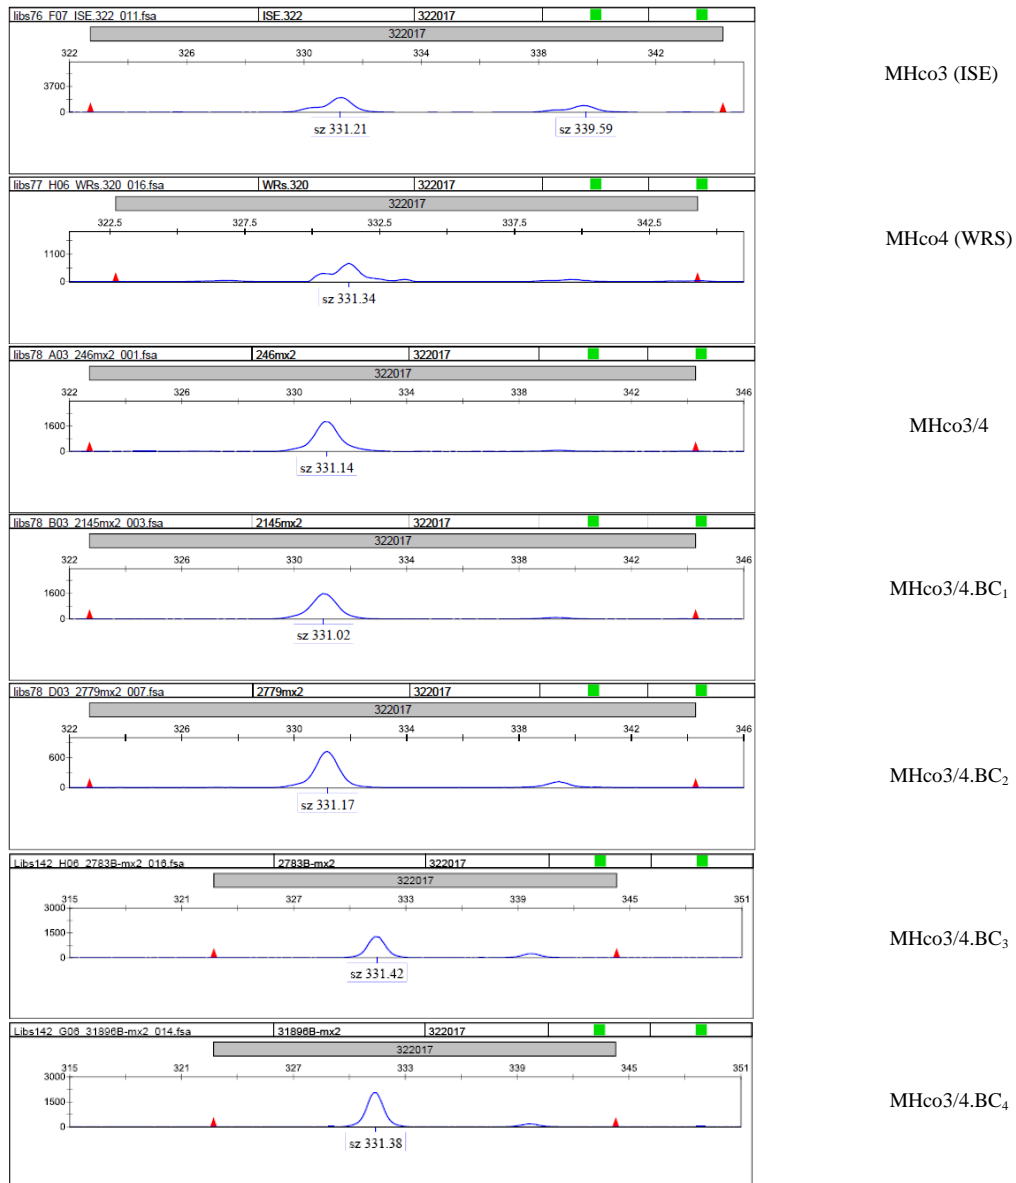 libs76_F07_ISE.322_011.fsa ISE.322 322017
322017
322 326 330 334 338 342
3700
0
sz 331.21 sz 339.59
MHco3 (ISE)
libs77_H06_WRs.320_016.fsa WRs.320 322017
322017
322.5 327.5 332.5 337.5 342.5
1100
0
sz 331.34
MHco4 (WRS)
libs78_A03_246mx2_001.fsa 246mx2 322017
322017
322 326 330 334 338 342 346
1600
0
sz 331.14
MHco3/4
libs78_B03_2145mx2_003.fsa 2145mx2 322017
322017
322 326 330 334 338 342 346
1600
0
sz 331.02
MHco3/4.BC₁
libs78_D03_2779mx2_007.fsa 2779mx2 322017
322017
322 326 330 334 338 342 346
600
0
sz 331.17
MHco3/4.BC₂
Libs142_H06_2783B-mx2_016.fsa 2783B-mx2 322017
322017
315 321 327 333 339 345 351
3000
1500
0
sz 331.42
MHco3/4.BC₃
Libs142_G06_31896B-mx2_014.fsa 31896B-mx2 322017
322017
315 321 327 333 339 345 351
3000
1500
0
sz 331.38
MHco3/4.BC₄